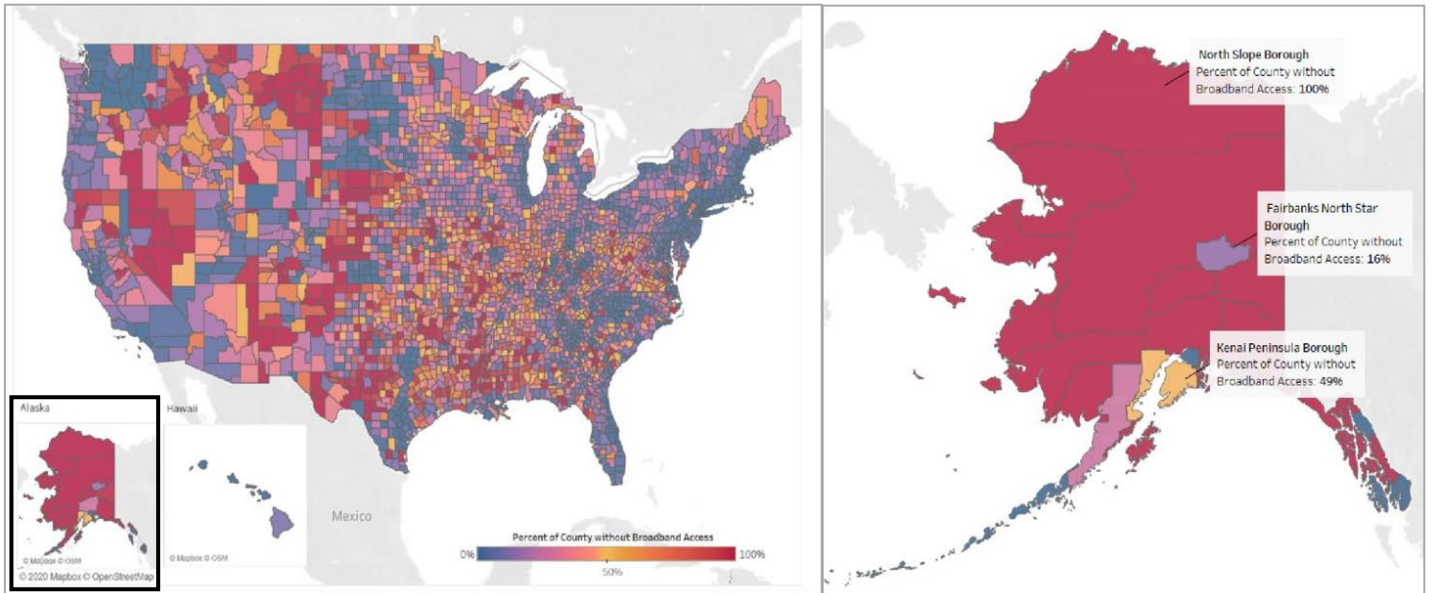 Alaska
Hawaii
Mexico
© Mapbox © OSM
© Mapbox © OSM
© 2020 Mapbox © OpenStreetMap
Percent of County without Broadband Access
0%
100%
50%
North Slope Borough
Percent of County without
Broadband Access: 100%
Fairbanks North Star
Borough
Percent of County without
Broadband Access: 16%
Kenai Peninsula Borough
Percent of County without
Broadband Access: 49%